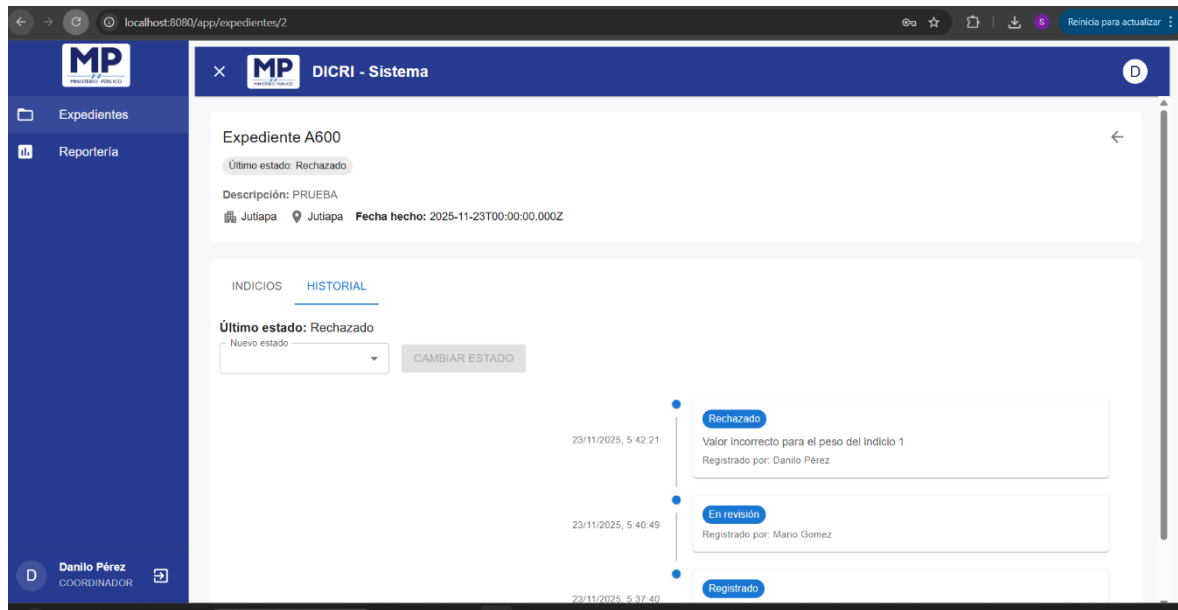 localhost:8080/app/expedientes/2
S
Reinicia para actualizar
MP
MINISTERIO PÚBLICO
MP
MINISTERIO PÚBLICO
DICRI - Sistema
D
Expedientes
Reportería
Expediente A600
Último estado: Rechazado
Descripción: PRUEBA
Jutiapa Jutiapa Fecha hecho: 2025-11-23T00:00:00.000Z
INDICIOS HISTORIAL
Último estado: Rechazado
Nuevo estado
CAMBIAR ESTADO
23/11/2025, 5:42:21
Rechazado
Valor incorrecto para el peso del indicio 1
Registrado por: Danilo Pérez
23/11/2025, 5:40:49
En revisión
Registrado por: Mario Gomez
23/11/2025, 5:37:40
Registrado
D
Danilo Pérez
COORDINADOR